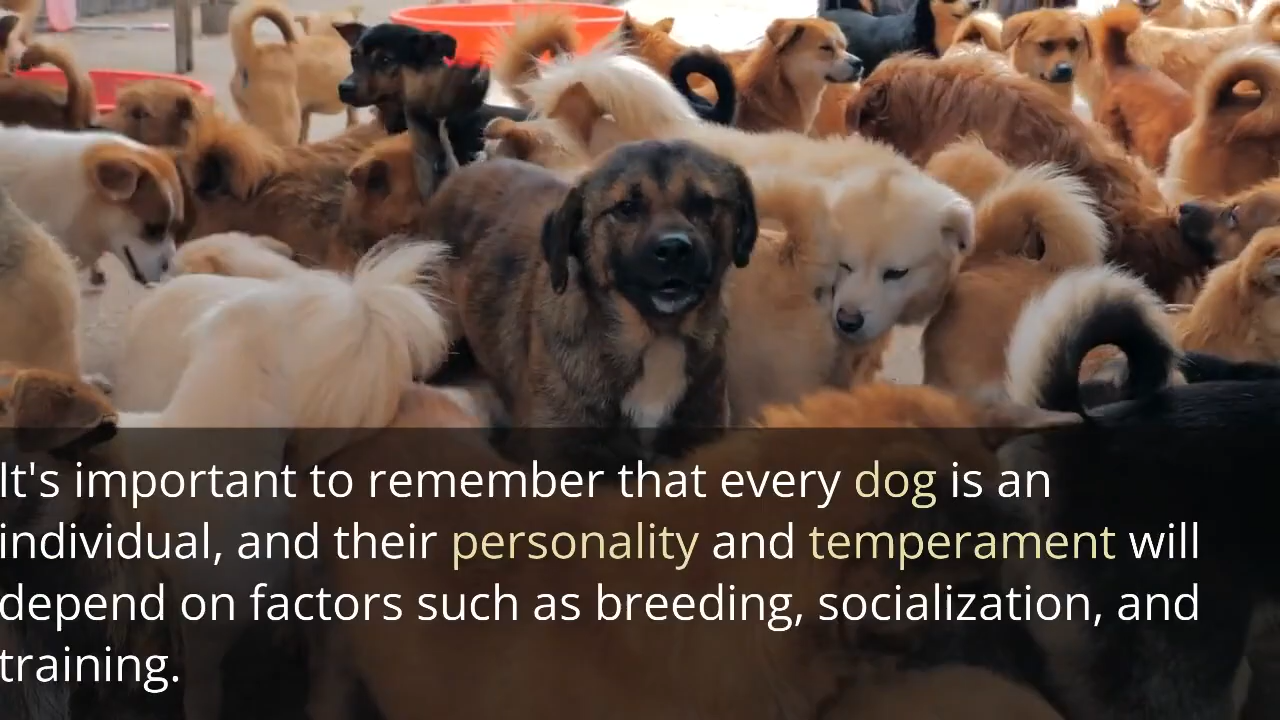 It's important to remember that every dog is an
individual, and their personality and temperament will
depend on factors such as breeding, socialization, and
training.